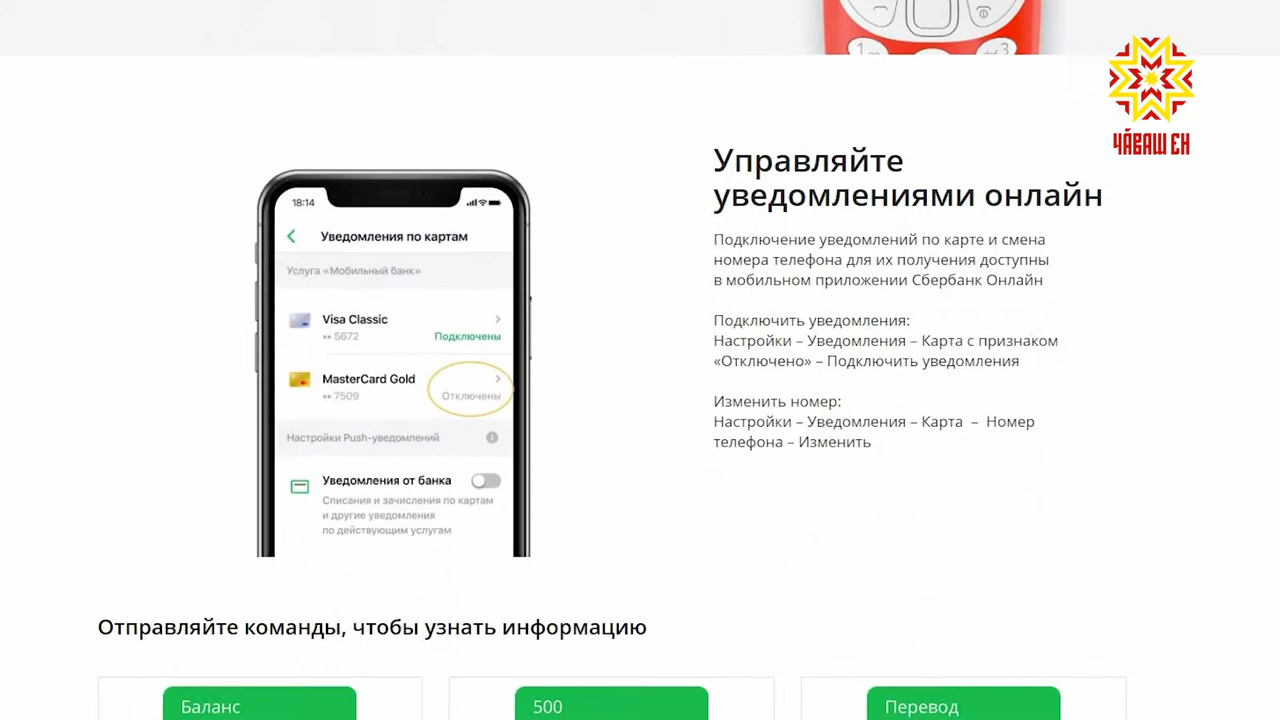 1
3
ЧӐВАШ ЕН
Управляйте
уведомлениями онлайн
Подключение уведомлений по карте и смена
номера телефона для их получения доступны
в мобильном приложении Сбербанк Онлайн
Подключить уведомления:
Настройки – Уведомления – Карта с признаком
«Отключено» – Подключить уведомления
Изменить номер:
Настройки – Уведомления – Карта – Номер
телефона – Изменить
18:14
Уведомления по картам
Услуга «Мобильный банк»
Visa Classic
•• 5672
Подключены
MasterCard Gold
•• 7509
Отключены
Настройки Push-уведомлений
Уведомления от банка
Списания и зачисления по картам
и другие уведомления
по действующим услугам
Отправляйте команды, чтобы узнать информацию
Баланс
500
Перевод